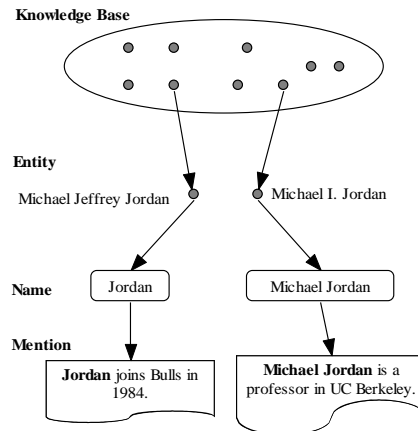 Knowledge Base
Entity
Michael Jeffrey Jordan
Michael I. Jordan
Name
Jordan
Michael Jordan
Mention
Jordan joins Bulls in
1984.
Michael Jordan is a
professor in UC Berkeley.